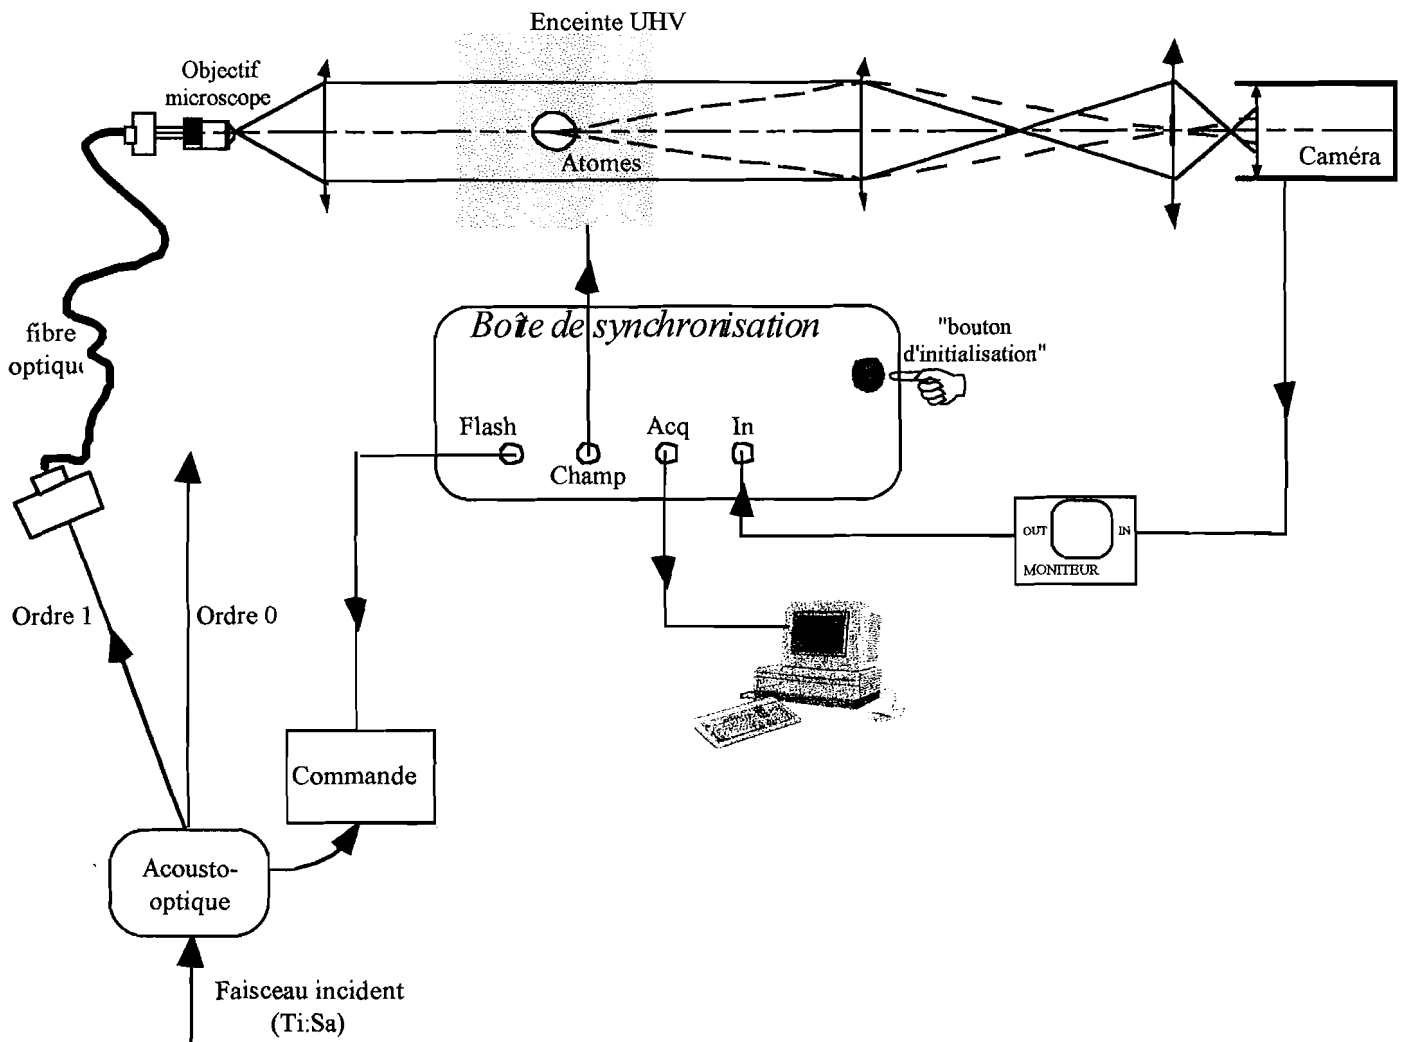 Enceinte UHV
Objectif
microscope
Atomes
Caméra
fibre
optique
Boîte de synchronisation
"bouton
d'initialisation"
Flash
Champ
Acq
In
OUT
IN
MONITEUR
Ordre 1
Ordre 0
Commande
Acousto-
optique
Faisceau incident
(Ti:Sa)